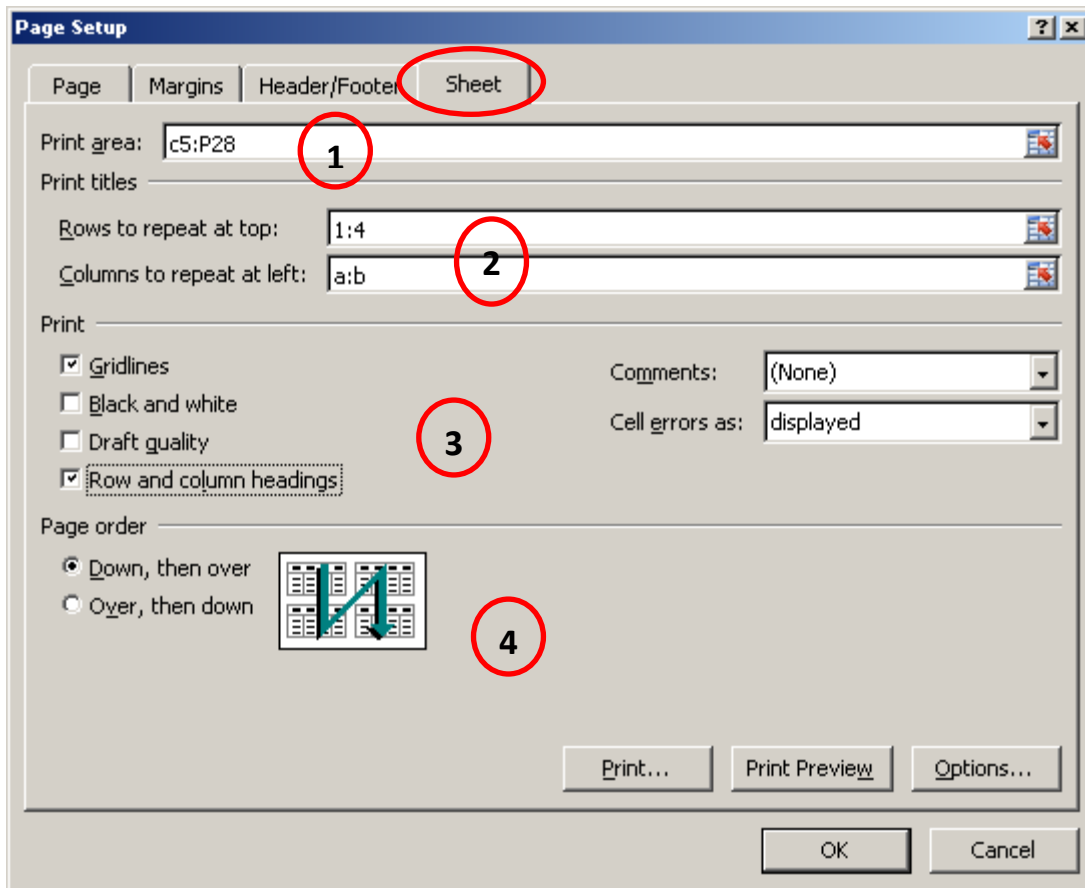 Page Setup
Page Margins Header/Footer Sheet
Print area: c5:P28
1
Print titles
Rows to repeat at top: 1:4
2
Columns to repeat at left: a:b
Print
Gridlines Comments: (None)
Black and white
Cell errors as: displayed
Draft quality
3
Row and column headings
Page order
Down, then over
Over, then down
4
Print... Print Preview Options...
OK Cancel